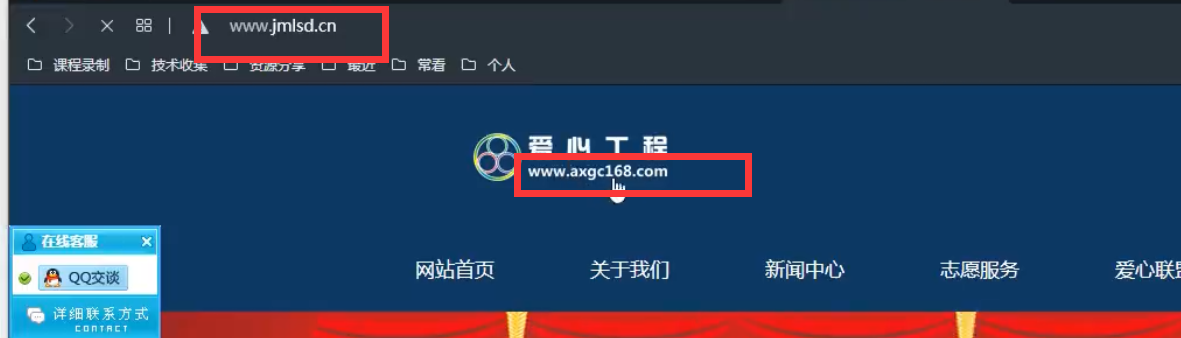 www.jmlsd.cn
课程录制 技术收集 资源分享 最近 常看 个人
爱心工程
www.axgc168.com
在线客服
QQ交谈
详细联系方式
CONTACT
网站首页 关于我们 新闻中心 志愿服务 爱心联盟